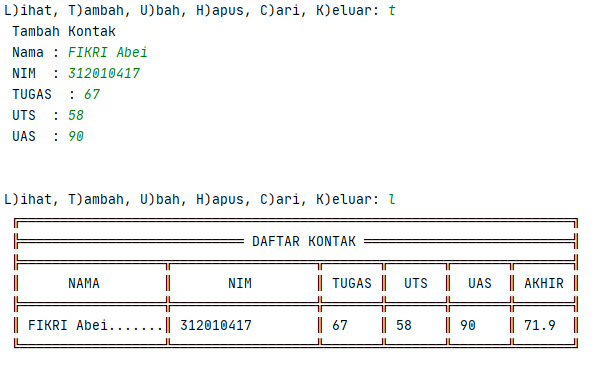 L)ihat, T)ambah, U)bah, H)apus, C)ari, K)eluar: t
Tambah Kontak
Nama : FIKRI Abei
NIM  : 312010417
TUGAS  : 67
UTS  : 58
UAS  : 90
L)ihat, T)ambah, U)bah, H)apus, C)ari, K)eluar: l
DAFTAR KONTAK
NAMA NIM TUGAS UTS UAS AKHIR
FIKRI Abei....... 312010417 67 58 90 71.9